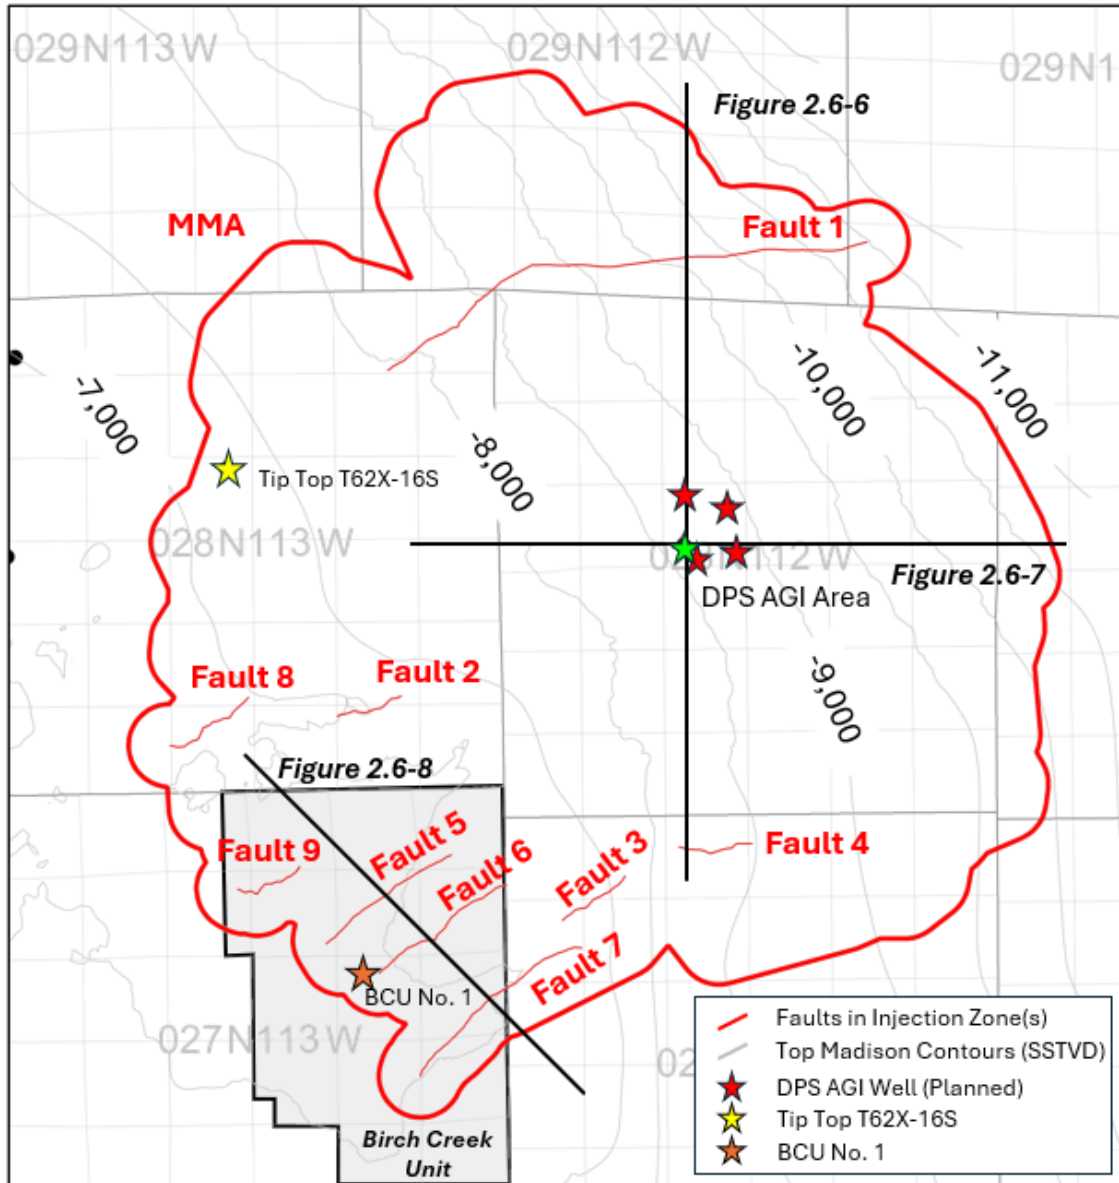 029N113W
029N112W
029N1
Figure 2.6-6
MMA
Fault 1
-7,000
-8,000
-10,000
-11,000
Tip Top T62X-16S
028N113W
Figure 2.6-7
DPS AGI Area
-9,000
Fault 8
Fault 2
Figure 2.6-8
Fault 9
Fault 5
Fault 6
Fault 3
Fault 4
Fault 7
BCU No. 1
027N113W
Birch Creek
Unit
Faults in Injection Zone(s)
Top Madison Contours (SSTVD)
DPS AGI Well (Planned)
Tip Top T62X-16S
BCU No. 1